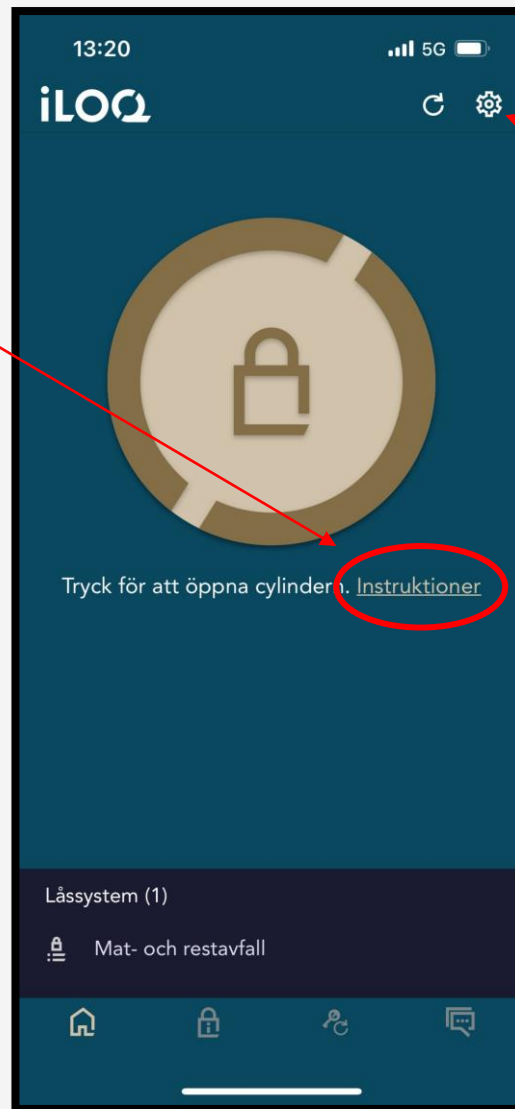 13:20
5G
iLOQ
Tryck för att öppna cylindern. Instruktioner
Låssystem (1)
Mat- och restavfall